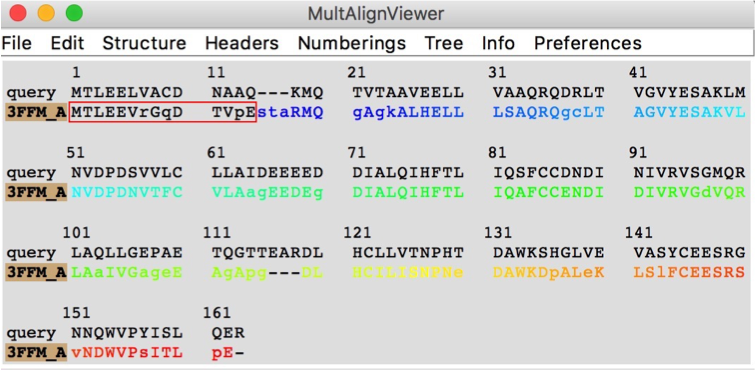 MultAlignViewer
File Edit Structure Headers Numberings Tree Info Preferences
1 11 21 31 41
query MTLEELVACD NAAQ---KMQ TVTAAVEELL VAAQRQDRLT VGVYESAKLM
3FFM_A MTLEEVrGqD TVpEstaRMQ gAgkALHELL LSAQRQgcLT AGVYESAKVL
51 61 71 81 91
query NVDPDSVVLC LLAIDEEEED DIALQIHFTL IQSFCCDNDI NIVRVSGMQR
3FFM_A NVDPDNVTFC VLAagEEDEg DIALQIHFTL IQAFCCENDI DIVRVGdVQR
101 111 121 131 141
query LAQLLGEPAE TQGTTEARDL HCLLVTNPHT DAWKSHGLVE VASYCEESRG
3FFM_A LAaIVGageE AgApg---DL HCILISNPNe DAWKDpALeK LSlFCEESRS
151 161
query NNQWVPYISL QER
3FFM_A vNDWVPsITL pE-